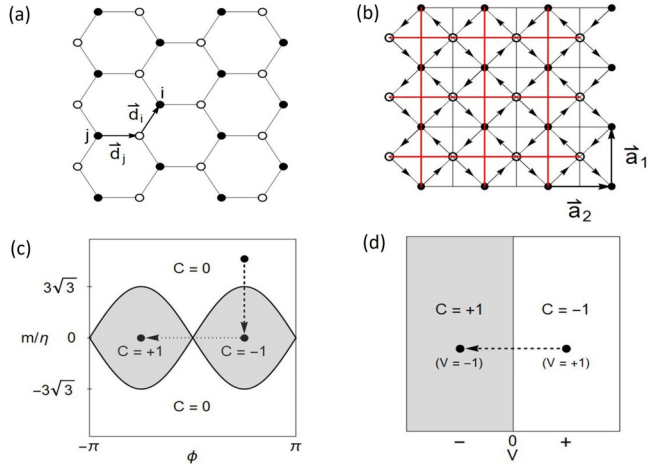 (a)
i
d⃗ᵢ
j
d⃗ⱼ
(b)
a⃗₁
a⃗₂
(c)
C = 0
3√3
m/η 0
C = +1
C = −1
−3√3
C = 0
−π
π
ϕ
(d)
C = +1
C = −1
(V = −1)
(V = +1)
− 0 +
V